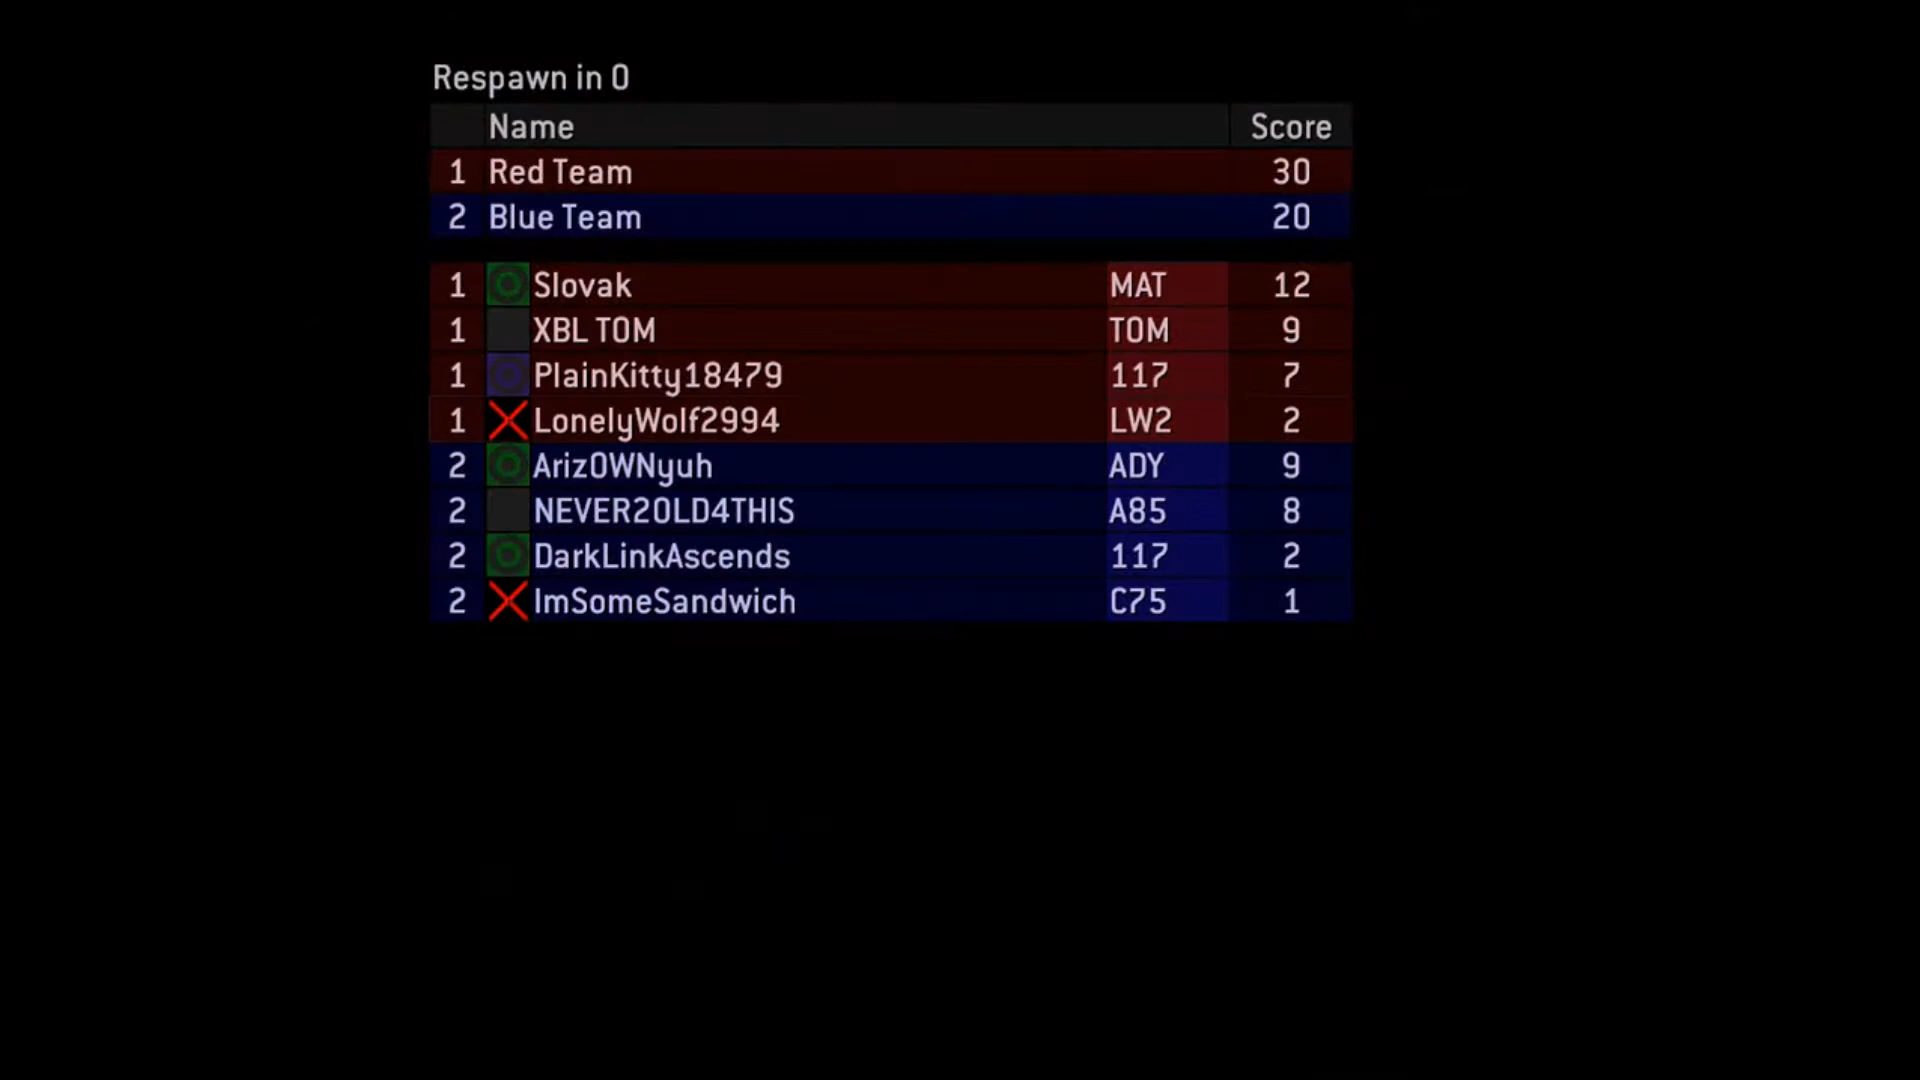 Respawn in 0
Name Score
1 Red Team 30
2 Blue Team 20
1 Slovak MAT 12
1 XBL TOM TOM 9
1 PlainKitty18479 117 7
1 LonelyWolf2994 LW2 2
2 ArizOWNyuh ADY 9
2 NEVER2OLD4THIS A85 8
2 DarkLinkAscends 117 2
2 ImSomeSandwich C75 1